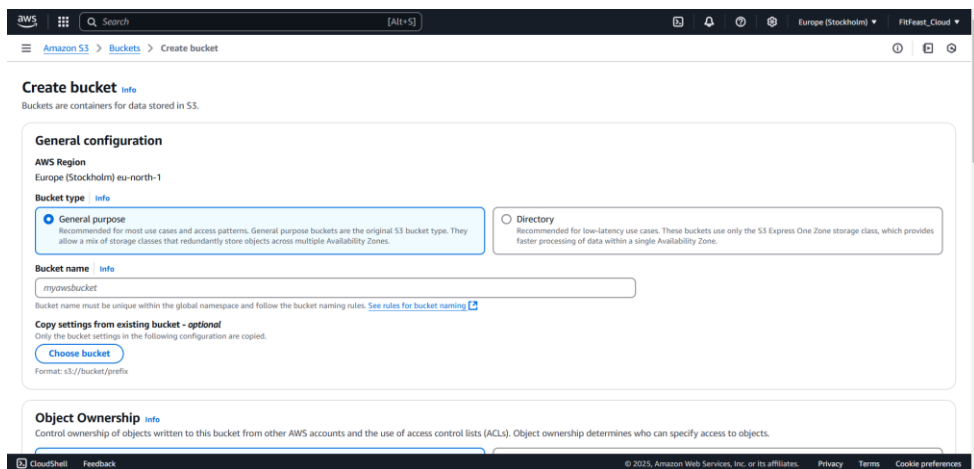 aws
Search [Alt+S]
Europe (Stockholm) ▼ FitFeast_Cloud ▼
Amazon S3 > Buckets > Create bucket
Create bucket Info
Buckets are containers for data stored in S3.
General configuration
AWS Region
Europe (Stockholm) eu-north-1
Bucket type Info
General purpose
Recommended for most use cases and access patterns. General purpose buckets are the original S3 bucket type. They
allow a mix of storage classes that redundantly store objects across multiple Availability Zones.
Directory
Recommended for low-latency use cases. These buckets use only the S3 Express One Zone storage class, which provides
faster processing of data within a single Availability Zone.
Bucket name Info
myawsbucket
Bucket name must be unique within the global namespace and follow the bucket naming rules. See rules for bucket naming
Copy settings from existing bucket - optional
Only the bucket settings in the following configuration are copied.
Choose bucket
Format: s3://bucket/prefix
Object Ownership Info
Control ownership of objects written to this bucket from other AWS accounts and the use of access control lists (ACLs). Object ownership determines who can specify access to objects.
CloudShell Feedback © 2025, Amazon Web Services, Inc. or its affiliates. Privacy Terms Cookie preferences